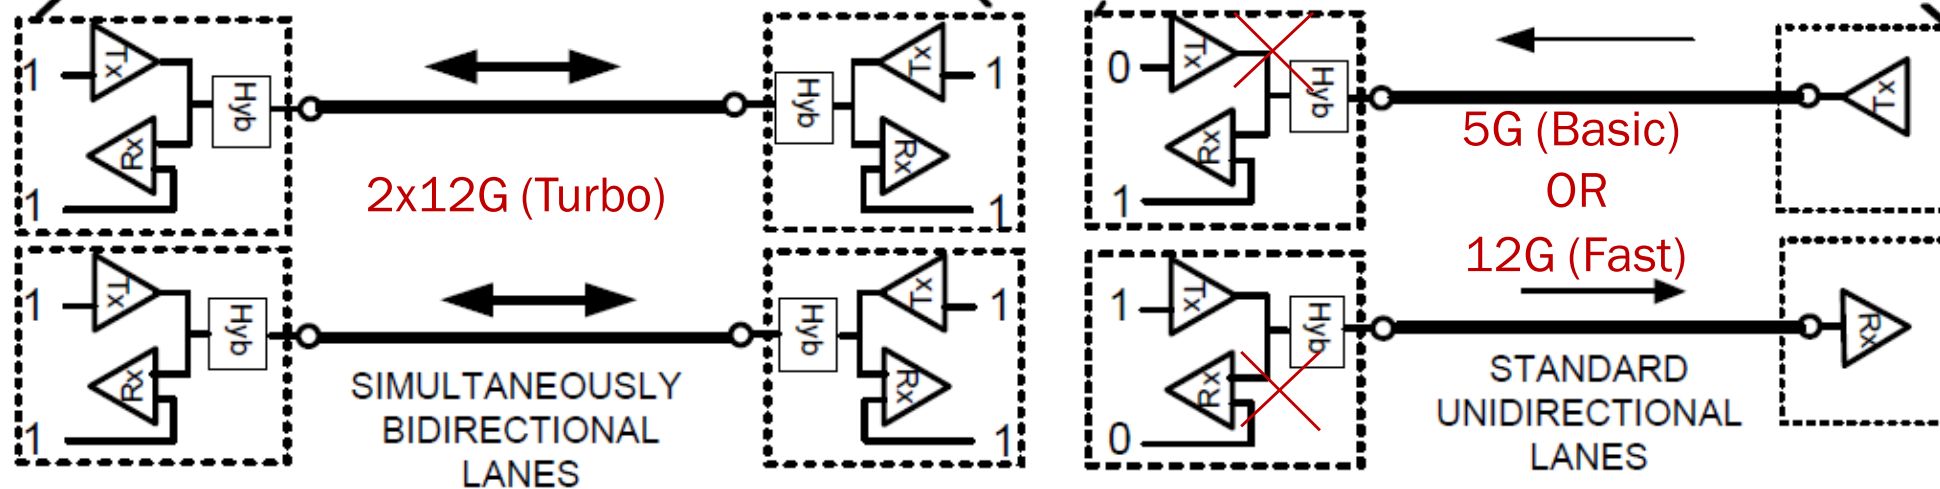 1
Tx
Hyb
Rx
1
Tx
1
Hyb
Rx
1
2x12G (Turbo)
1
Tx
Hyb
Rx
1
Tx
1
Hyb
Rx
1
SIMULTANEOUSLY
BIDIRECTIONAL
LANES
0
Tx
Hyb
Rx
1
Tx
5G (Basic)
OR
12G (Fast)
1
Tx
Hyb
Rx
0
Rx
STANDARD
UNIDIRECTIONAL
LANES